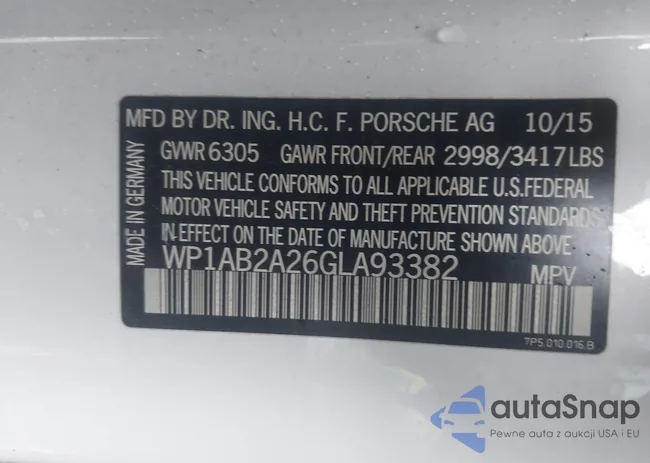 MFD BY DR. ING. H.C. F. PORSCHE AG 10/15
GVWR 6305 GAWR FRONT/REAR 2998/3417 LBS
THIS VEHICLE CONFORMS TO ALL APPLICABLE U.S. FEDERAL
MOTOR VEHICLE SAFETY AND THEFT PREVENTION STANDARDS
IN EFFECT ON THE DATE OF MANUFACTURE SHOWN ABOVE.
WP1AB2A26GLA93382 MPV
MADE IN GERMANY
7P5.010.016.B
autaSnap
Pewne auta z aukcji USA i EU